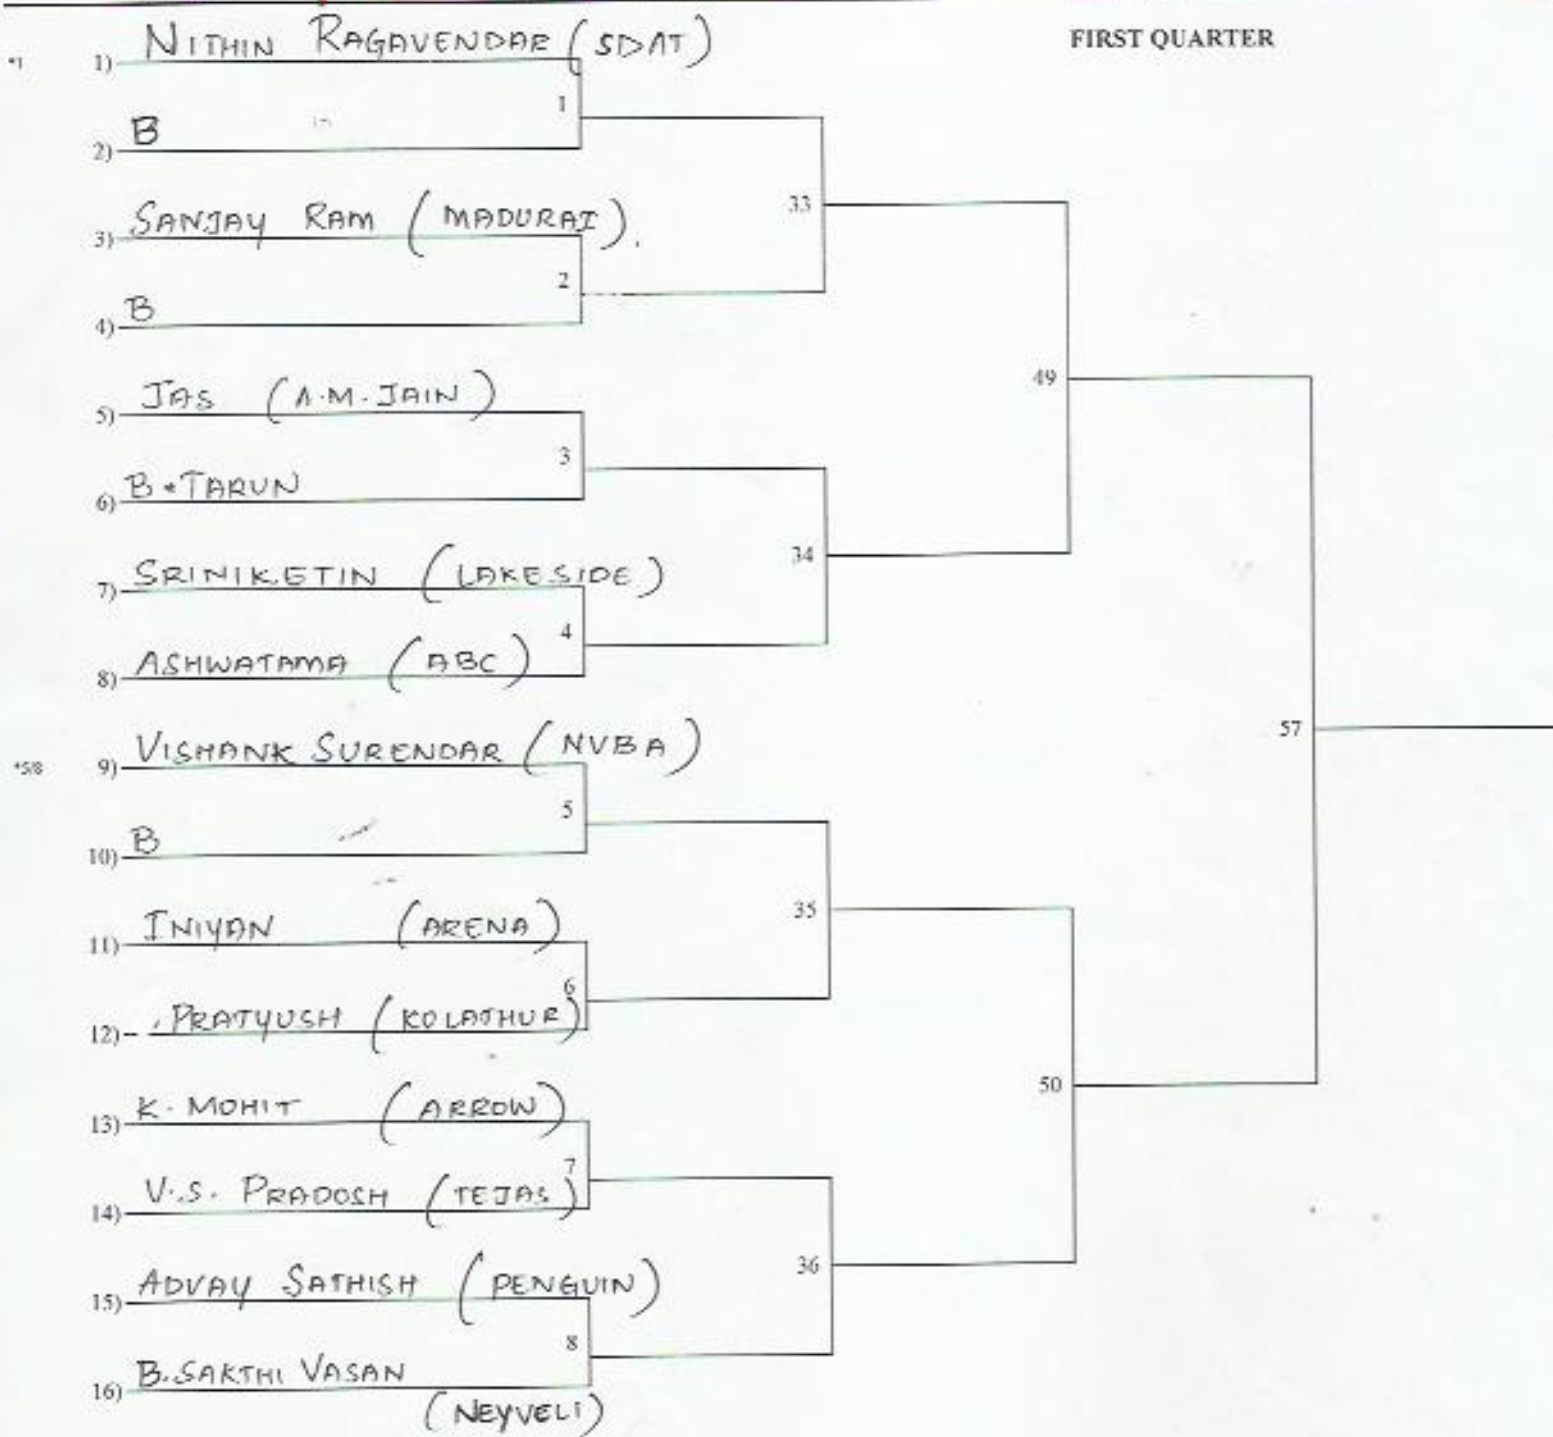 FIRST QUARTER
*1
1) NITHIN RAGAVENDAR (SDAT)
1
2) B
33
3) SANJAY RAM (MADURAI).
2
4) B
49
5) JAS (A.M. JAIN)
3
6) B. TARUN
34
7) SRINIKETIN (LAKESIDE)
4
8) ASHWATAMA (ABC)
57
*5/8
9) VISHANK SURENDAR (NVBA)
5
10) B
35
11) INIYAN (ARENA)
6
12) PRATYUSH (KOLATHUR)
50
13) K. MOHIT (ARROW)
7
14) V.S. PRADOSH (TEJAS)
36
15) ADVAY SATHISH (PENGUIN)
8
16) B. SAKTHI VASAN
(NEYVELI)